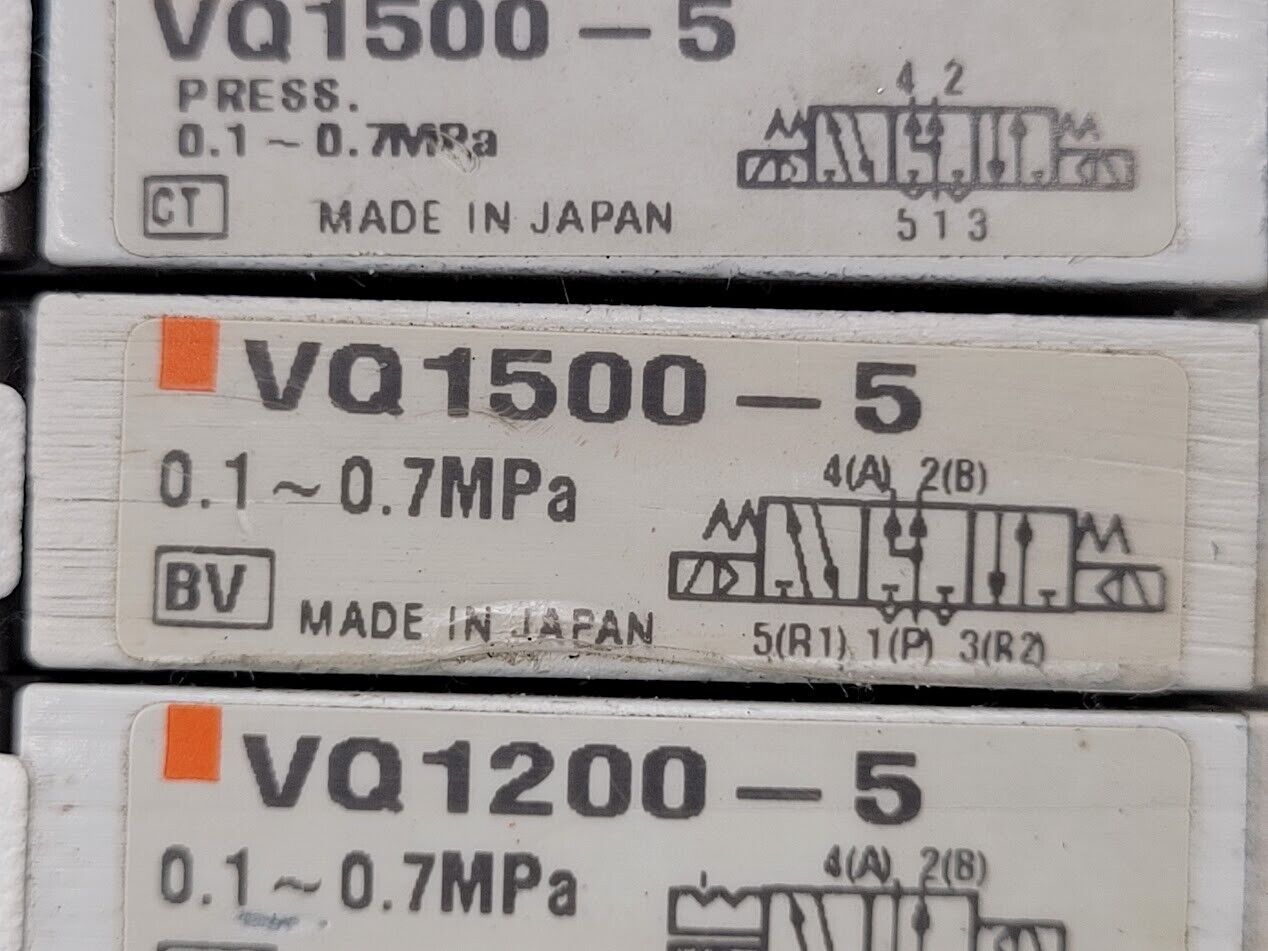 VQ1500-5
PRESS.
0.1~0.7MPa
CT
MADE IN JAPAN
4 2
5 1 3
VQ1500-5
0.1~0.7MPa
BV
MADE IN JAPAN
4(A) 2(B)
5(R1) 1(P) 3(R2)
VQ1200-5
0.1~0.7MPa
4(A) 2(B)